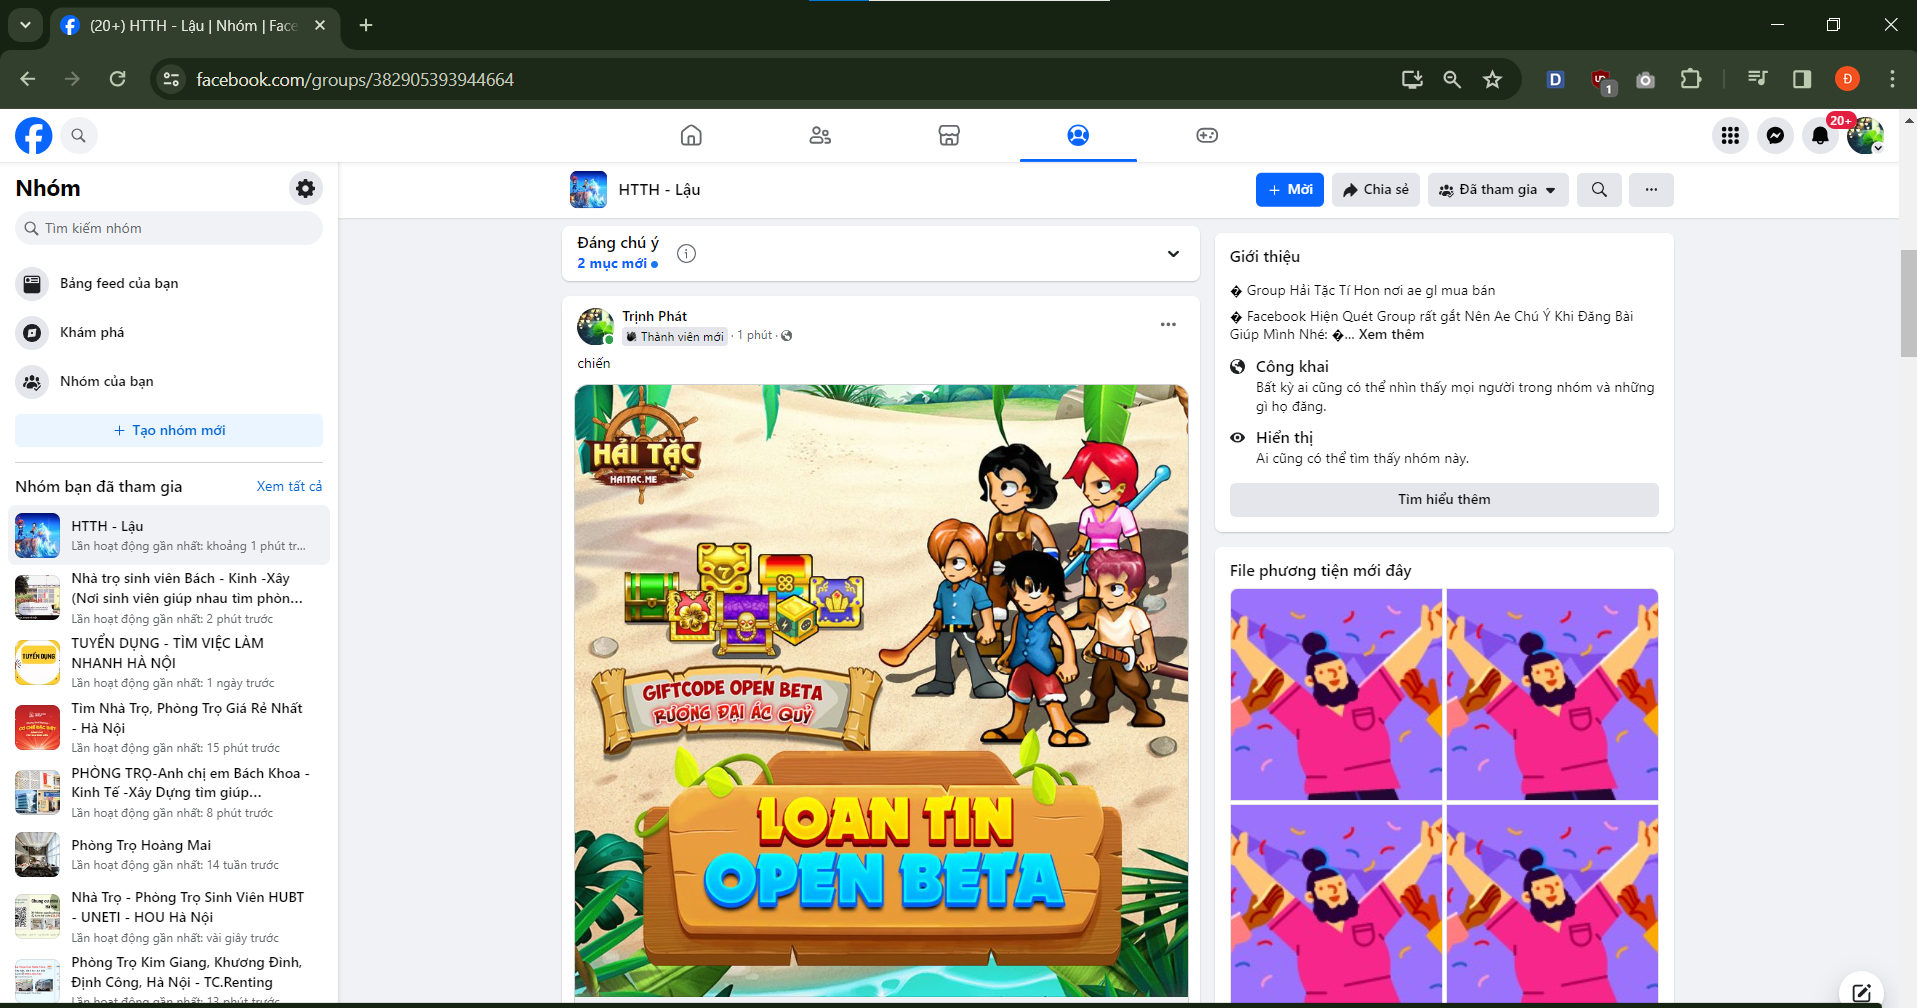 (20+) HTTH - Lậu | Nhóm | Face
facebook.com/groups/382905393944664
1
Đ
20+
Nhóm
Tìm kiếm nhóm
Bảng feed của bạn
Khám phá
Nhóm của bạn
+ Tạo nhóm mới
Nhóm bạn đã tham gia
Xem tất cả
HTTH - Lậu
Lần hoạt động gần nhất: khoảng 1 phút tr...
Nhà trọ sinh viên Bách - Kinh -Xây
(Nơi sinh viên giúp nhau tìm phòn...
Lần hoạt động gần nhất: 2 phút trước
TUYỂN DỤNG
TUYỂN DỤNG - TÌM VIỆC LÀM
NHANH HÀ NỘI
Lần hoạt động gần nhất: 1 ngày trước
Tìm Nhà Trọ, Phòng Trọ Giá Rẻ Nhất
- Hà Nội
Lần hoạt động gần nhất: 15 phút trước
PHÒNG TRỌ-Anh chị em Bách Khoa -
Kinh Tế -Xây Dựng tìm giúp...
Lần hoạt động gần nhất: 8 phút trước
Phòng Trọ Hoàng Mai
Lần hoạt động gần nhất: 14 tuần trước
Nhà Trọ - Phòng Trọ Sinh Viên HUBT
- UNETI - HOU Hà Nội
Lần hoạt động gần nhất: vài giây trước
Phòng Trọ Kim Giang, Khương Đình,
Định Công, Hà Nội - TC.Renting
Lần hoạt động gần nhất: 13 phút trước
HTTH - Lậu
+ Mời
Chia sẻ
Đã tham gia
Đáng chú ý
2 mục mới
Trịnh Phát
Thành viên mới · 1 phút ·
chiến
HẢI TẶC
HAITAC.ME
7
GIFTCODE OPEN BETA
RƯƠNG ĐẠI ÁC QUỶ
LOAN TIN
OPEN BETA
Giới thiệu
� Group Hải Tặc Tí Hon nơi ae gl mua bán
� Facebook Hiện Quét Group rất gắt Nên Ae Chú Ý Khi Đăng Bài
Giúp Mình Nhé: �... Xem thêm
Công khai
Bất kỳ ai cũng có thể nhìn thấy mọi người trong nhóm và những
gì họ đăng.
Hiển thị
Ai cũng có thể tìm thấy nhóm này.
Tìm hiểu thêm
File phương tiện mới đây